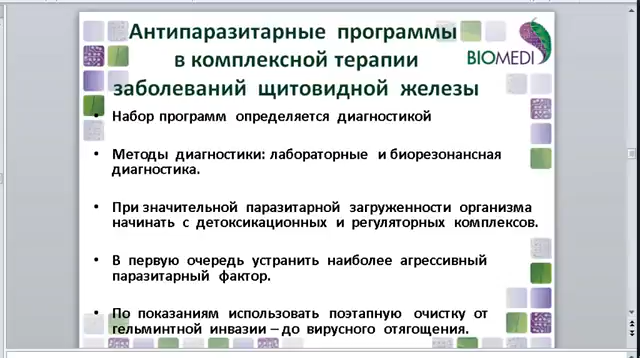 Антипаразитарные программы
в комплексной терапии
заболеваний щитовидной железы
BIOMEDI
• Набор программ определяется диагностикой
• Методы диагностики: лабораторные и биорезонансная
диагностика.
• При значительной паразитарной загруженности организма
начинать с детоксикационных и регуляторных комплексов.
• В первую очередь устранить наиболее агрессивный
паразитарный фактор.
• По показаниям использовать поэтапную очистку от
гельминтной инвазии – до вирусного отягощения.